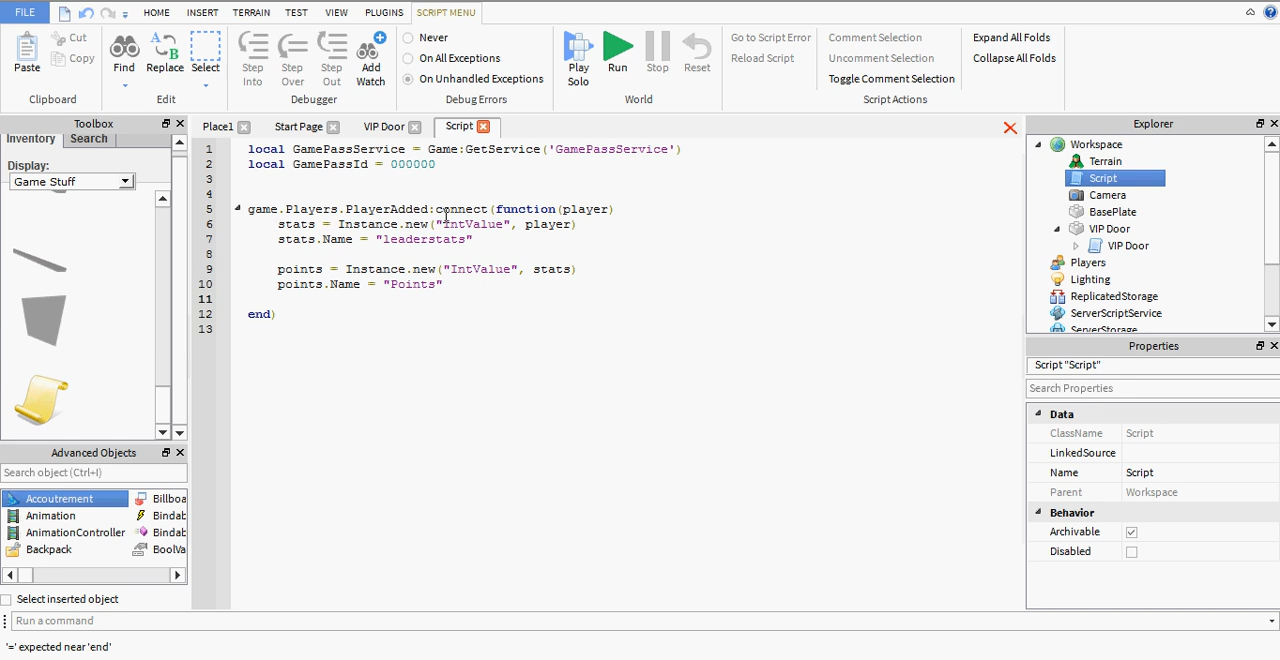 FILE HOME INSERT TERRAIN TEST VIEW PLUGINS SCRIPT MENU
Paste
Cut
Copy
Clipboard
Find
Replace
Select
Edit
Step Into
Step Over
Step Out
Add Watch
Debugger
Never
On All Exceptions
On Unhandled Exceptions
Debug Errors
Play Solo
Run
Stop
Reset
World
Go to Script Error
Reload Script
Comment Selection
Uncomment Selection
Toggle Comment Selection
Expand All Folds
Collapse All Folds
Script Actions
Toolbox
Inventory Search
Display:
Game Stuff
Advanced Objects
Search object (Ctrl+I)
Accoutrement Billboa
Animation Bindab
AnimationController Bindab
Backpack BoolVa
Select inserted object
Place1 Start Page VIP Door Script
1 local GamePassService = Game:GetService('GamePassService')
2 local GamePassId = 000000
3
4
5 game.Players.PlayerAdded:connect(function(player)
6 stats = Instance.new("IntValue", player)
7 stats.Name = "leaderstats"
8
9 points = Instance.new("IntValue", stats)
10 points.Name = "Points"
11
12 end)
13
Explorer
Workspace
Terrain
Script
Camera
BasePlate
VIP Door
VIP Door
Players
Lighting
ReplicatedStorage
ServerScriptService
ServerStorage
Properties
Script "Script"
Search Properties
Data
ClassName Script
LinkedSource
Name Script
Parent Workspace
Behavior
Archivable
Disabled
Run a command
'=' expected near 'end'